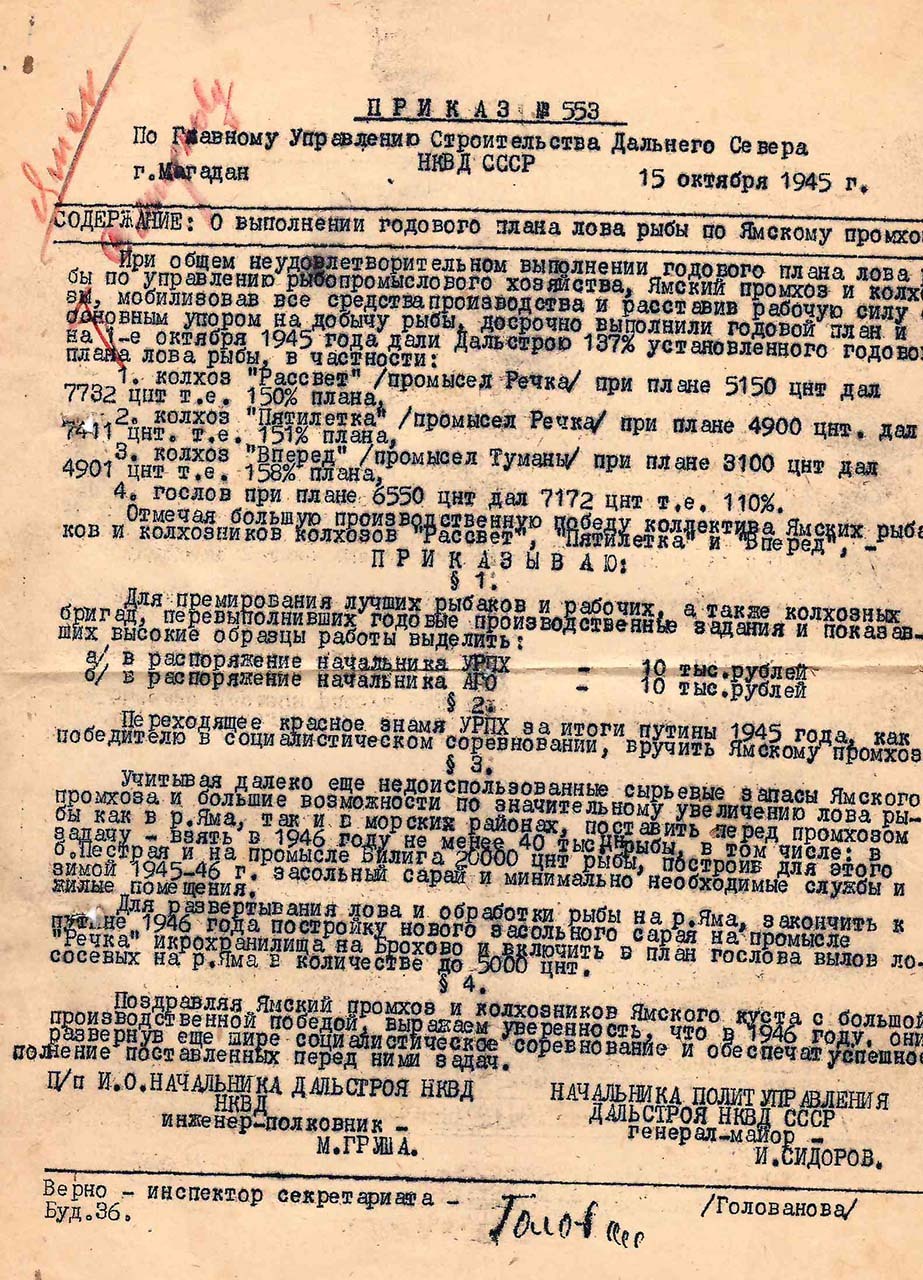 ПРИКАЗ № 553
По Главному Управлению Строительства Дальнего Севера
НКВД СССР
г.Магадан 15 октября 1945 г.
СОДЕРЖАНИЕ: О выполнении годового плана лова рыбы по Ямскому промхоз
При общем неудовлетворительном выполнении годового плана лова
бы по управлению рыбопромыслового хозяйства, Ямский промхоз и колхо
зы, мобилизовав все средствапроизводства и расставив рабочую силу
основным упором на добычу рыбы, досрочно выполнили годовой план и
на 1-е октября 1945 года дали Дальстрою 137% установленного годово
плана лова рыбы, в частности:
1. колхоз "Рассвет" /промысел Речка/ при плане 5150 цнт дал
7732 цнт т.е. 150% плана,
2. колхоз "Пятилетка" /промысел Речка/ при плане 4900 цнт. дал
7411 цнт. т.е. 151% плана,
3. колхоз "Вперед" /промысел Туманы/ при плане 3100 цнт дал
4901 цнт т.е. 158% плана,
4. гослов при плане 6550 цнт дал 7172 цнт т.е. 110%.
Отмечая большую производственную победу коллектива Ямских рыба
ков и колхозников колхозов "Рассвет", "Пятилетка" и "Вперед", -
ПРИКАЗЫВАЮ:
§ 1.
Для премирования лучших рыбаков и рабочих, а также колхозных
бригад, перевыполнивших годовые производственные задания и показав-
ших высокие образцы работы выделить:
а/ в распоряжение начальника УРПХ - 10 тыс.рублей
б/ в распоряжение начальника АГО - 10 тыс.рублей
§ 2.
Переходящее красное знамя УРПХ за итоги путины 1945 года, как
победителю в социалистическом соревновании, вручить Ямскому промхоз
§ 3.
Учитывая далеко еще недоиспользованные сырьевые запасы Ямского
промхоза и большие возможности по значительному увеличению лова ры-
бы как в р.Яма, так и в морских районах, поставить перед промхозом
задачу - взять в 1946 году не менее 40 тыс рыбы, в том числе: в
б.Пестрая и на промысле Вилига 20000 цнт рыбы, построив для этого
зимой 1945-46 г. засольный сарай и минимально необходимые службы и
жилые помещения.
Для развертывания лова и обработки рыбы на р.Яма, закончить к
путине 1946 года постройку нового засольного сарая на промысле
"Речка" икрохранилища на Брохово и включить в план гослова вылов ло-
сосевых на р.Яма в количестве до 5000 цнт.
§ 4.
Поздравляя Ямский промхоз и колхозников Ямского куста с большой
производственной победой, выражаем уверенность, что в 1946 году, они
развернув еще шире социалистическое соревнование и обеспечат успешное
полнение поставленных перед ними задач.
П/п И.О.НАЧАЛЬНИКА ДАЛЬСТРОЯ НКВД
НКВД
инженер-полковник -
М.ГРУША.
НАЧАЛЬНИКА ПОЛИТУПРАВЛЕНИЯ
ДАЛЬСТРОЯ НКВД СССР
генерал-майор -
И.СИДОРОВ.
Верно - инспектор секретариата - /Голованова/
Буд.36.